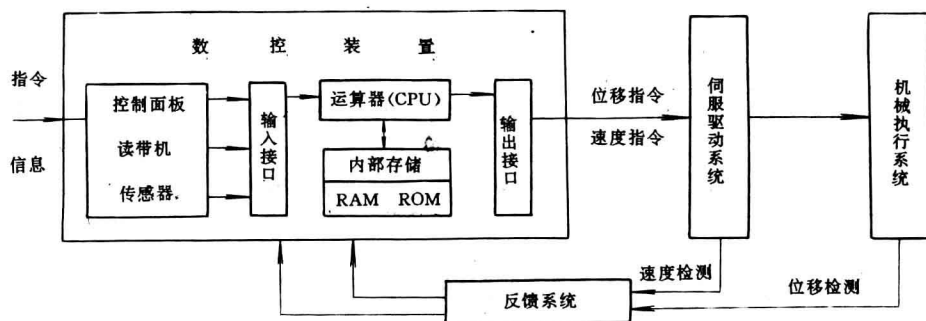 数控装置
指令
信息
控制面板
读带机
传感器
输入接口
运算器(CPU)
内部存储
RAM ROM
输出接口
位移指令
速度指令
伺服驱动系统
机械执行系统
速度检测
位移检测
反馈系统